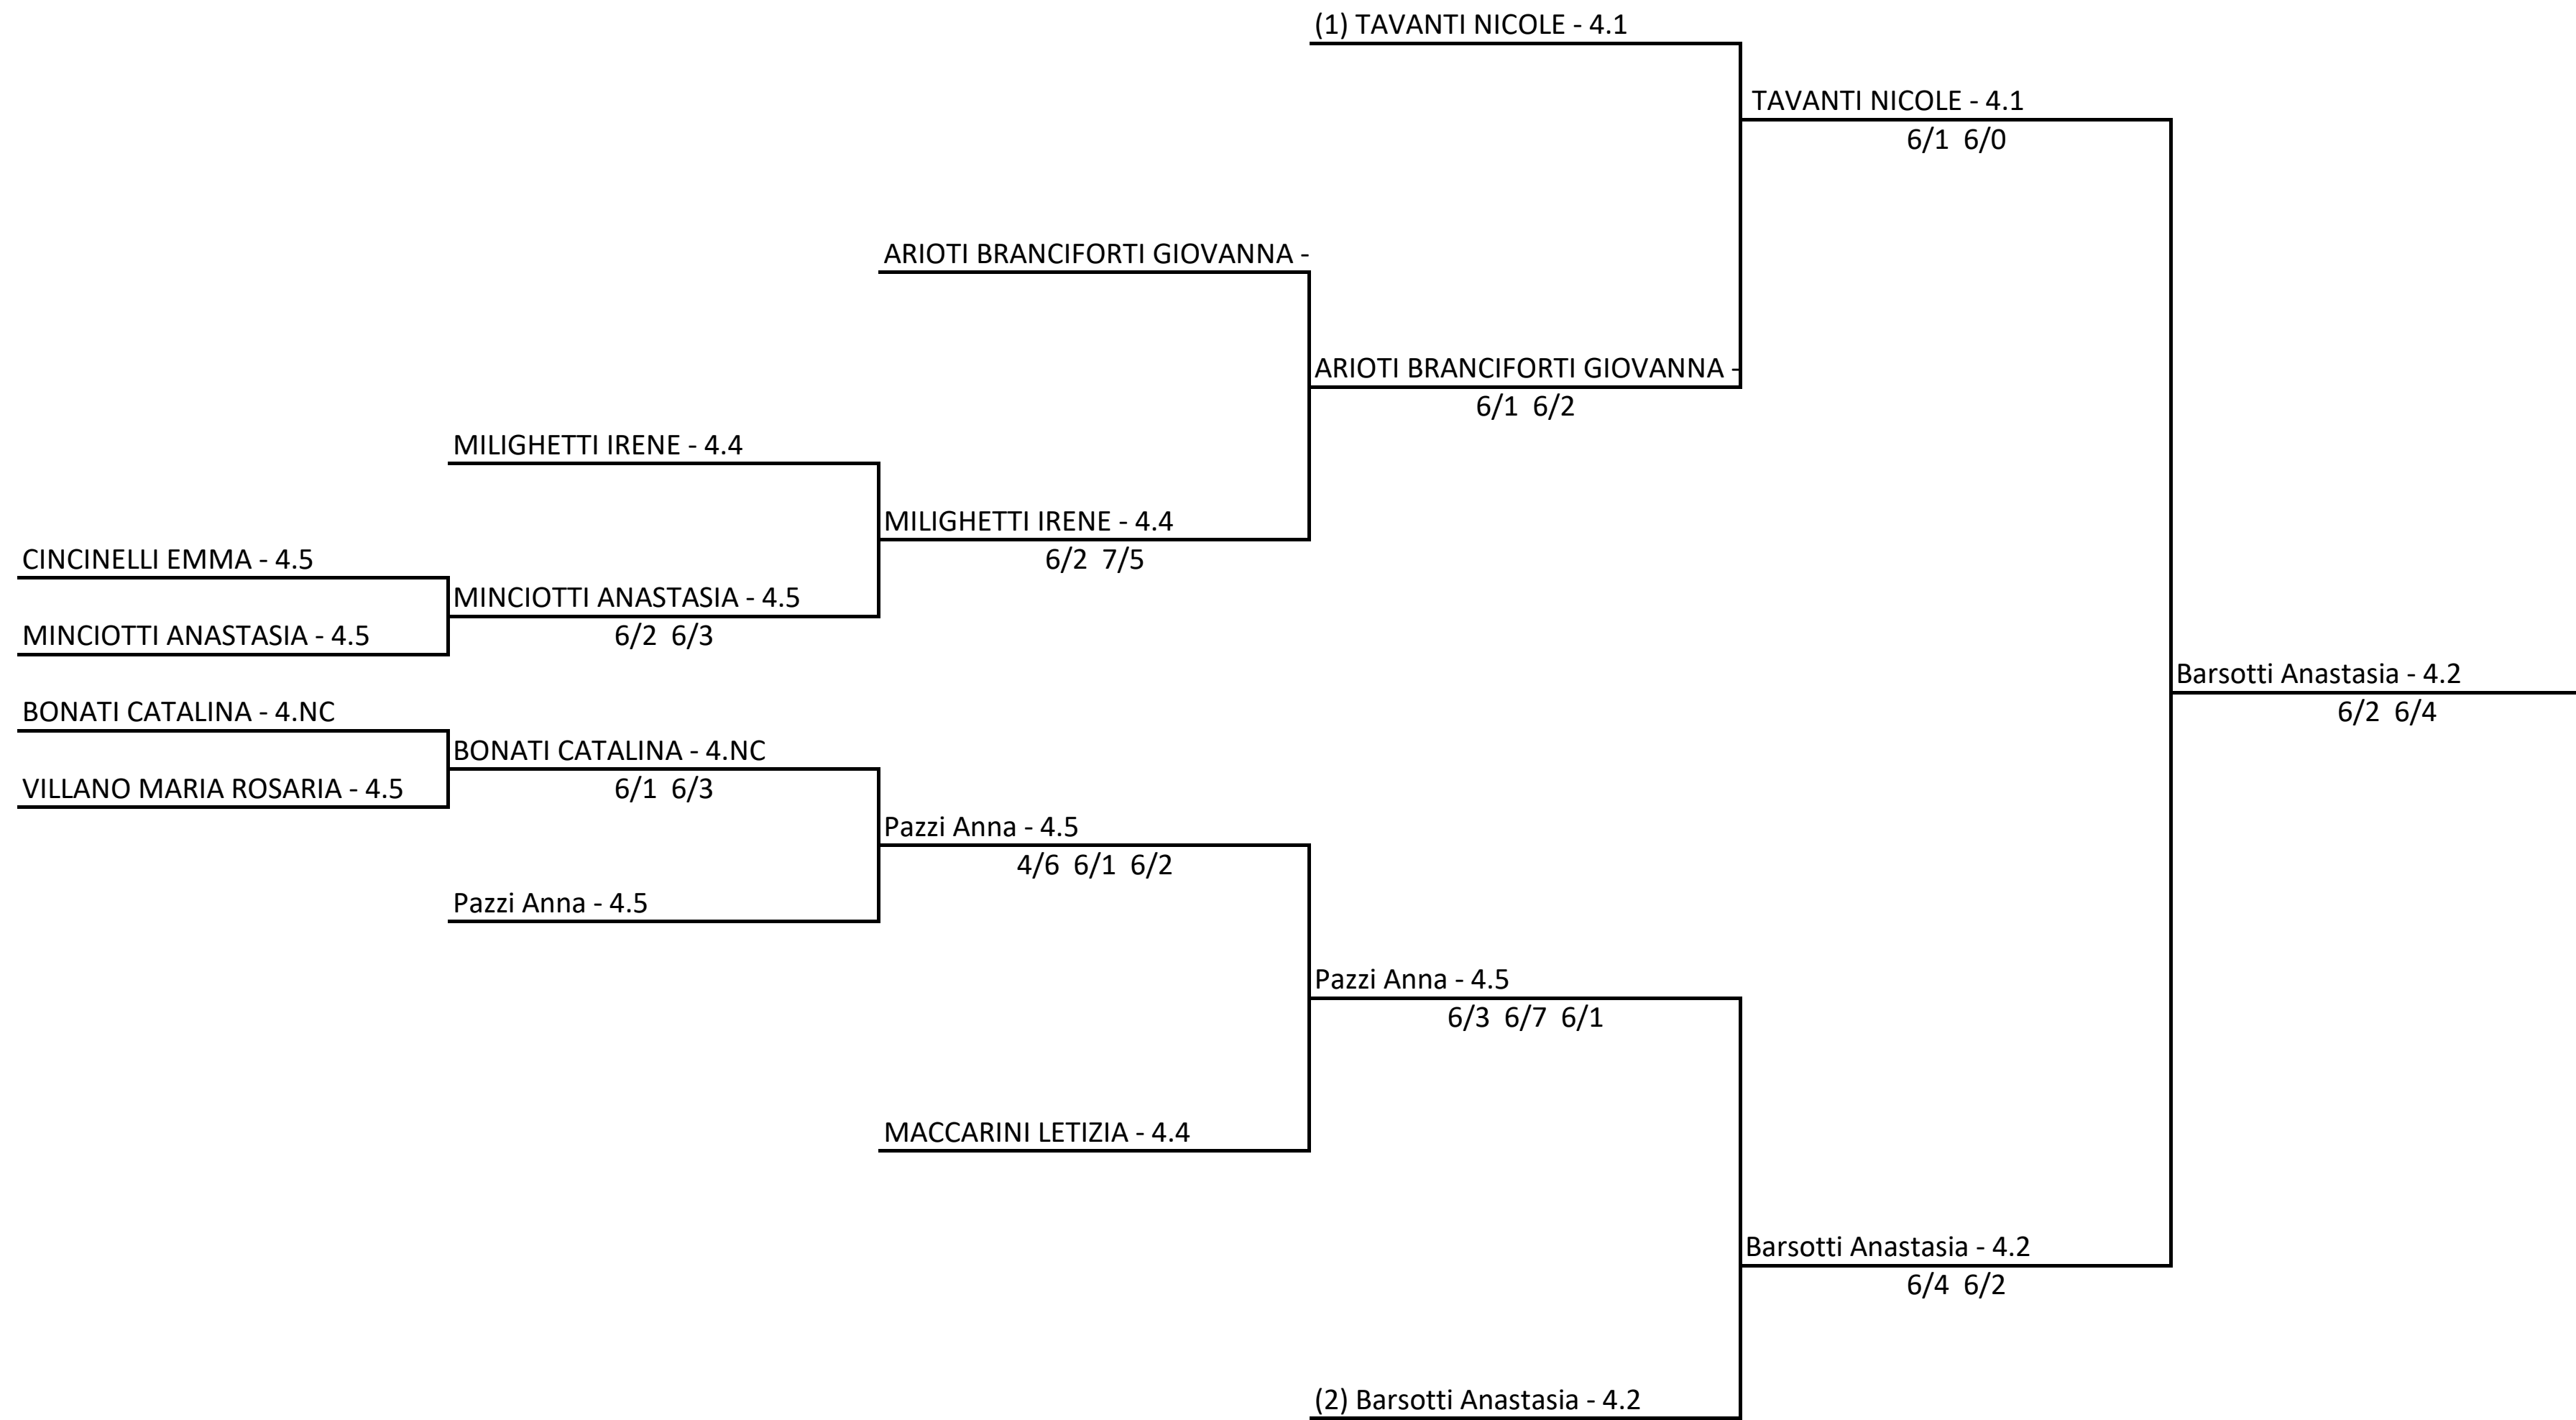 (1) TAVANTI NICOLE - 4.1
TAVANTI NICOLE - 4.1
6/1 6/0
ARIOTI BRANCIFORTI GIOVANNA -
ARIOTI BRANCIFORTI GIOVANNA -
6/1 6/2
MILIGHETTI IRENE - 4.4
MILIGHETTI IRENE - 4.4
6/2 7/5
CINCINELLI EMMA - 4.5
MINCIOTTI ANASTASIA - 4.5
6/2 6/3
MINCIOTTI ANASTASIA - 4.5
Barsotti Anastasia - 4.2
6/2 6/4
BONATI CATALINA - 4.NC
BONATI CATALINA - 4.NC
6/1 6/3
VILLANO MARIA ROSARIA - 4.5
Pazzi Anna - 4.5
4/6 6/1 6/2
Pazzi Anna - 4.5
Pazzi Anna - 4.5
6/3 6/7 6/1
MACCARINI LETIZIA - 4.4
Barsotti Anastasia - 4.2
6/4 6/2
(2) Barsotti Anastasia - 4.2